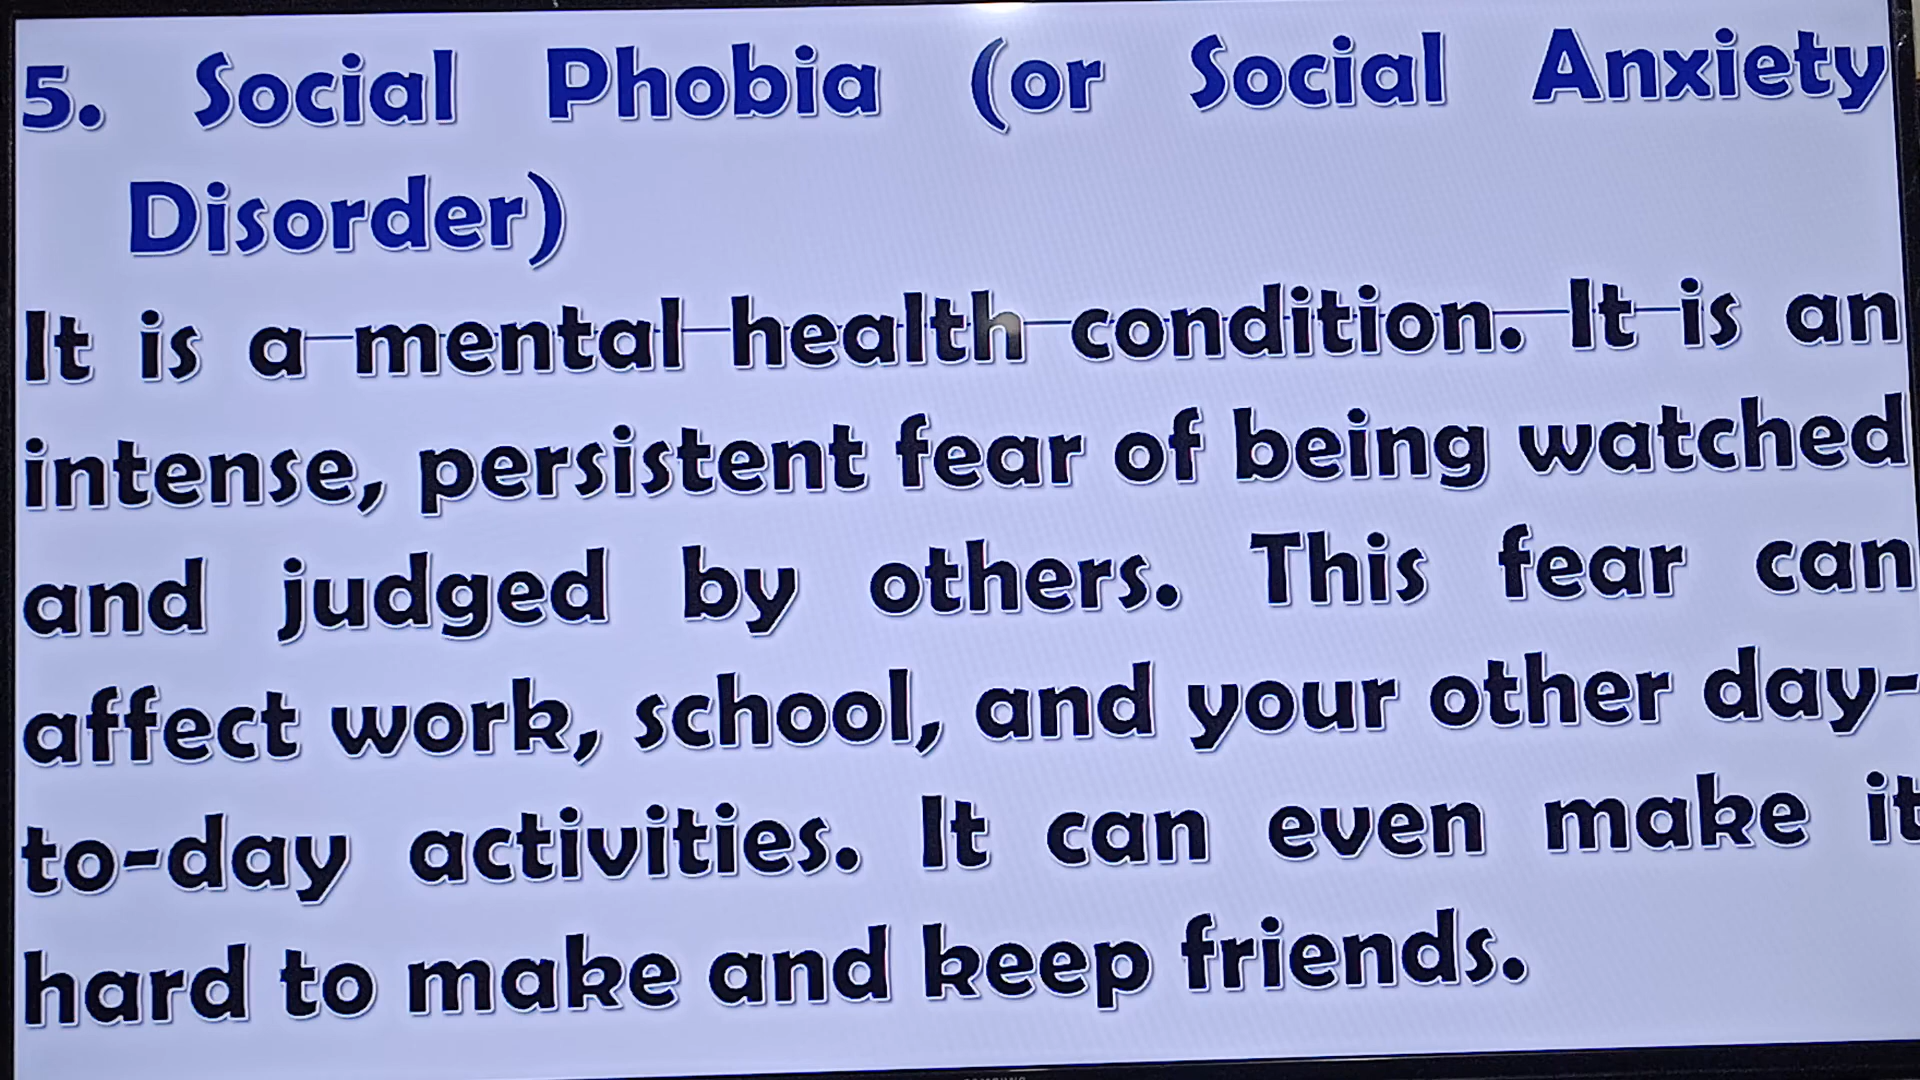 5. Social Phobia (or Social Anxiety
Disorder)
It is a mental health condition. It is an
intense, persistent fear of being watched
and judged by others. This fear can
affect work, school, and your other day-
to-day activities. It can even make it
hard to make and keep friends.